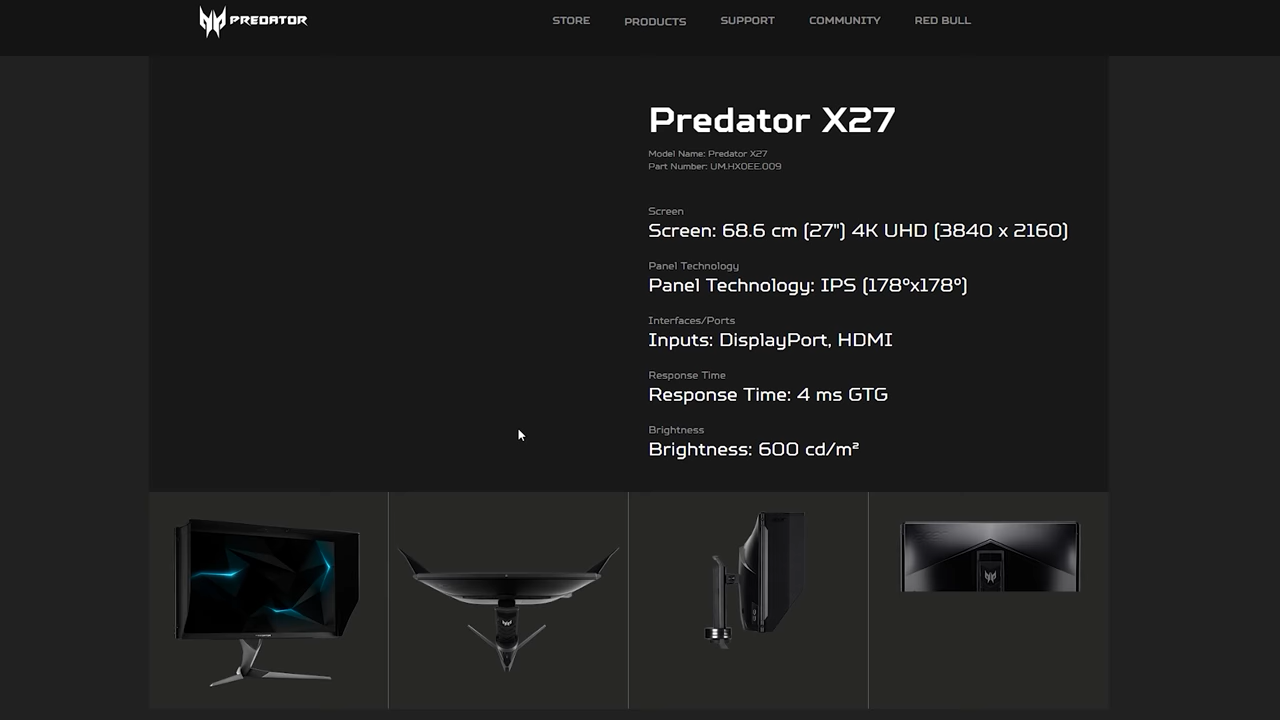 PREDATOR
STORE
PRODUCTS
SUPPORT
COMMUNITY
RED BULL
Predator X27
Model Name: Predator X27
Part Number: UM.HX0EE.009
Screen
Screen: 68.6 cm (27") 4K UHD (3840 x 2160)
Panel Technology
Panel Technology: IPS (178°x178°)
Interfaces/Ports
Inputs: DisplayPort, HDMI
Response Time
Response Time: 4 ms GTG
Brightness
Brightness: 600 cd/m²